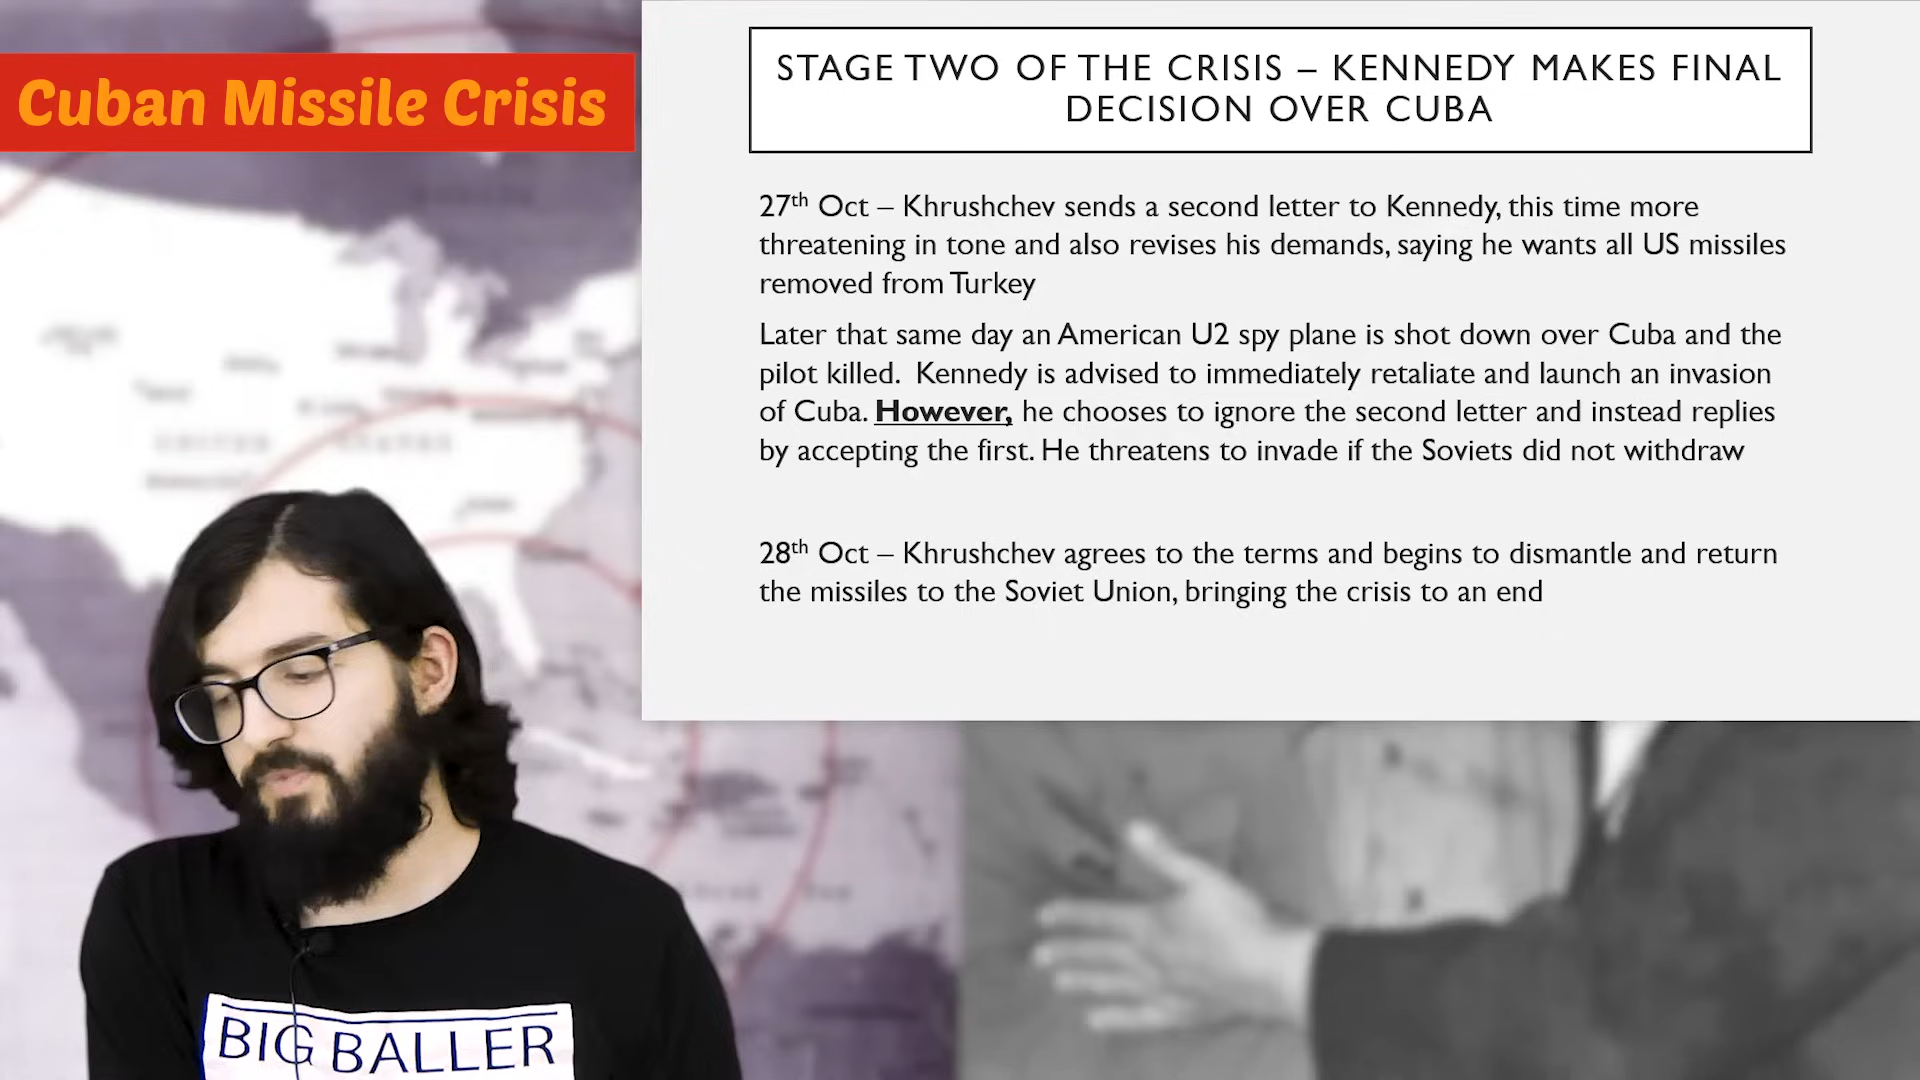 Cuban Missile Crisis
STAGE TWO OF THE CRISIS – KENNEDY MAKES FINAL
DECISION OVER CUBA
27th Oct – Khrushchev sends a second letter to Kennedy, this time more
threatening in tone and also revises his demands, saying he wants all US missiles
removed from Turkey
Later that same day an American U2 spy plane is shot down over Cuba and the
pilot killed. Kennedy is advised to immediately retaliate and launch an invasion
of Cuba. However, he chooses to ignore the second letter and instead replies
by accepting the first. He threatens to invade if the Soviets did not withdraw
28th Oct – Khrushchev agrees to the terms and begins to dismantle and return
the missiles to the Soviet Union, bringing the crisis to an end
BIG BALLER